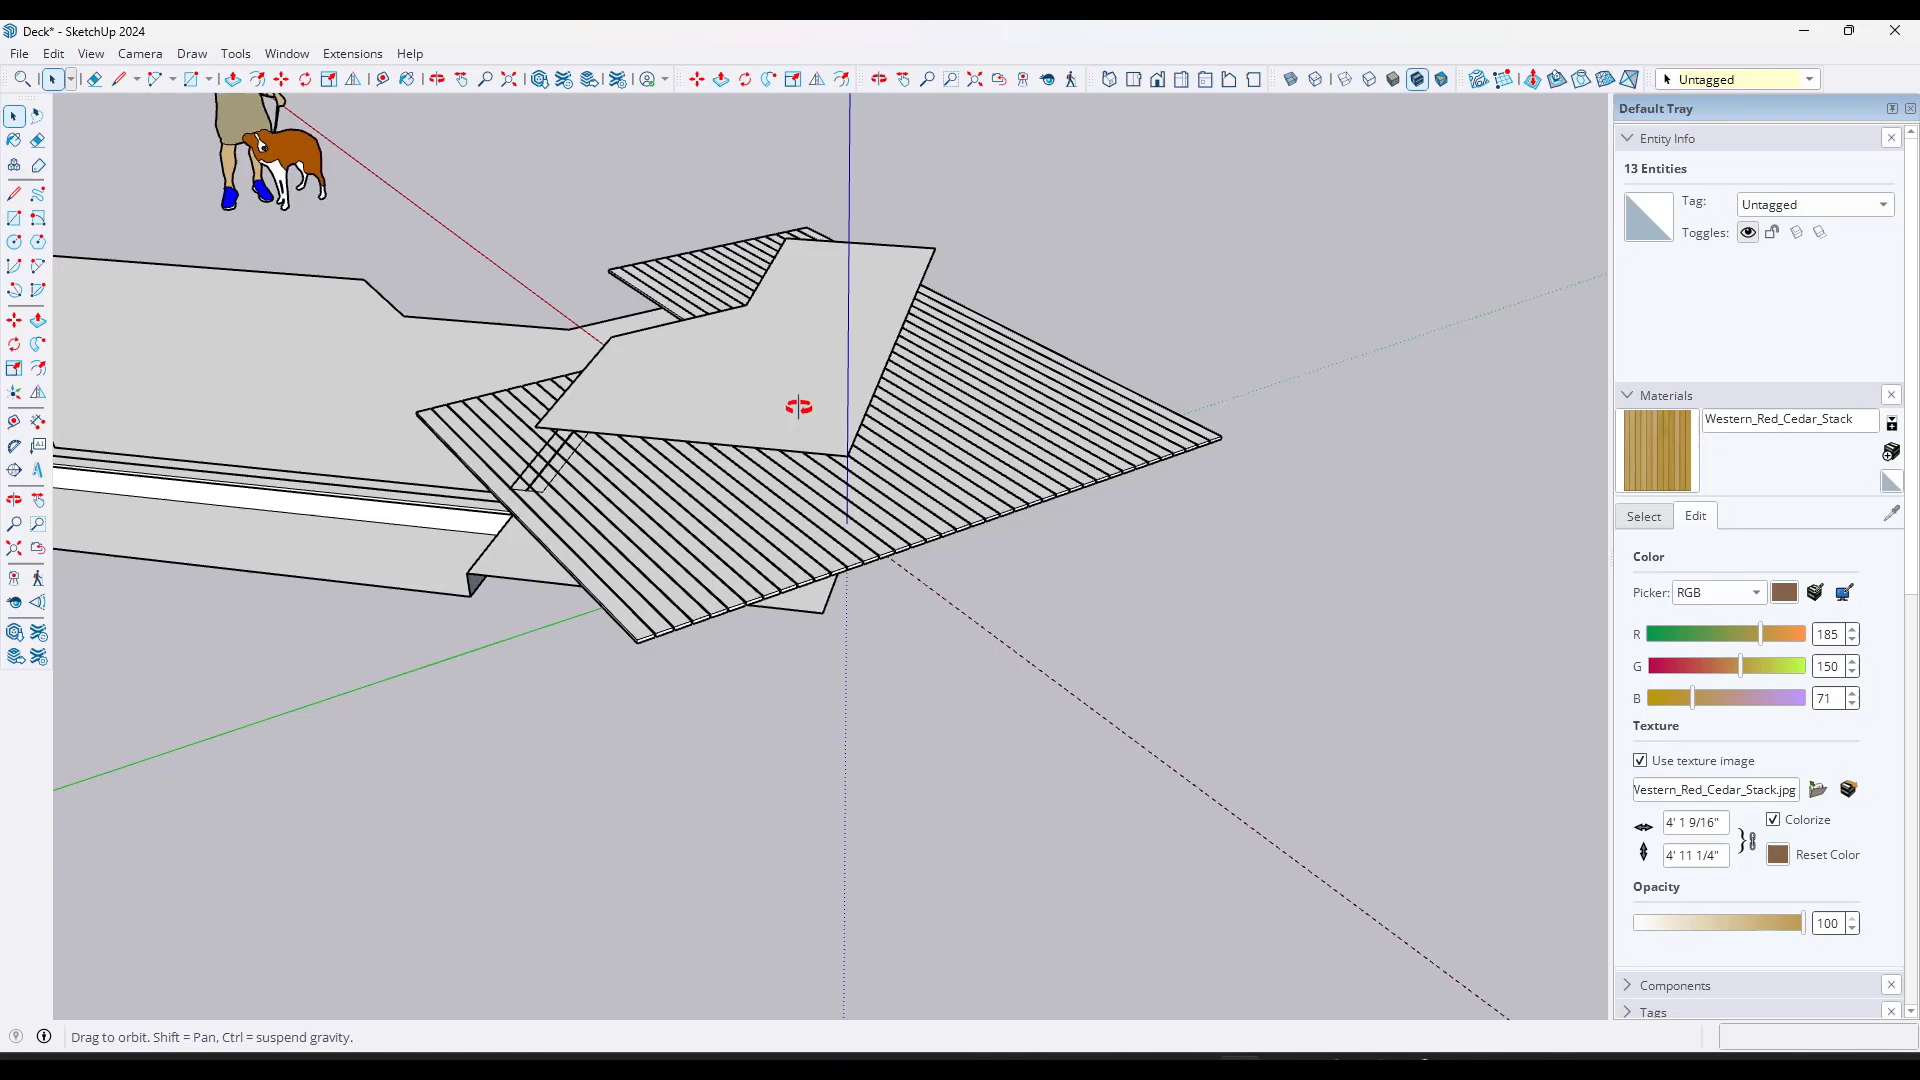 Deck* - SketchUp 2024
File Edit View Camera Draw Tools Window Extensions Help
Untagged
Default Tray
Entity Info
13 Entities
Tag: Untagged
Toggles:
Materials
Western_Red_Cedar_Stack
Select Edit
Color
Picker: RGB
R 185
G 150
B 71
Texture
Use texture image
Western_Red_Cedar_Stack.jpg
4' 1 9/16" Colorize
4' 11 1/4" Reset Color
Opacity
100
Components
Tags
Drag to orbit. Shift = Pan, Ctrl = suspend gravity.